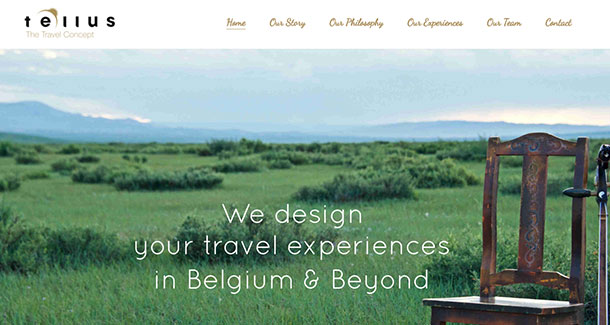 tellus
The Travel Concept
Home Our Story Our Philosophy Our Experiences Our Team Contact
We design
your travel experiences
in Belgium & Beyond